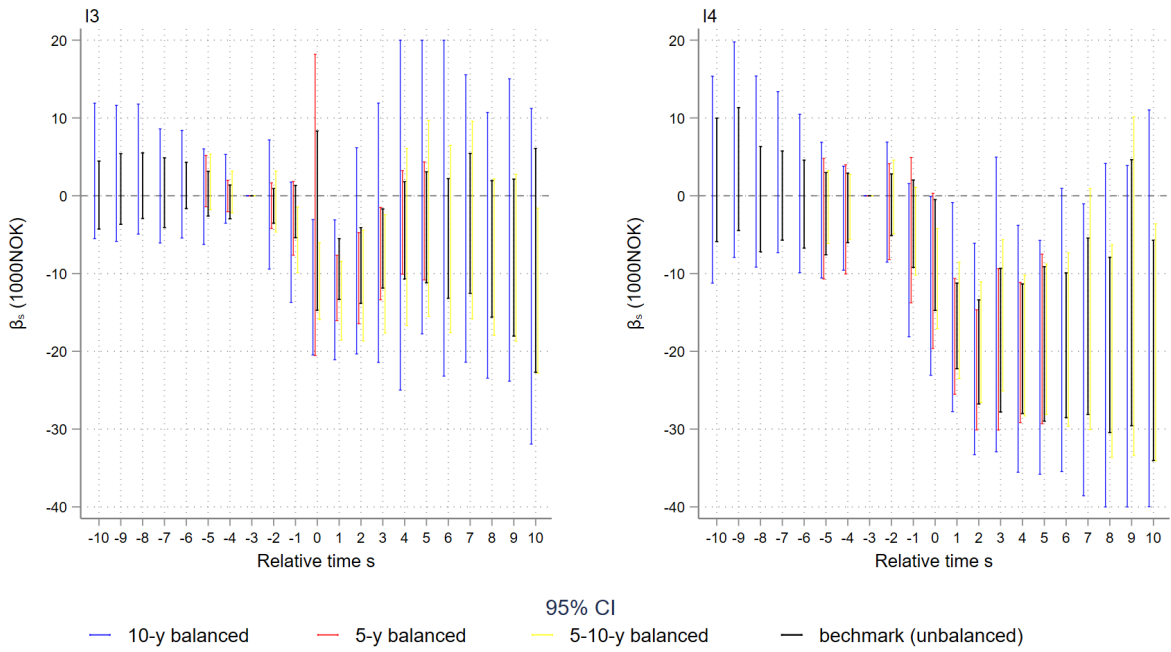 I3
20
10
0
-10
-20
-30
-40
βₛ (1000NOK)
-10 -9 -8 -7 -6 -5 -4 -3 -2 -1 0 1 2 3 4 5 6 7 8 9 10
Relative time s
I4
20
10
0
-10
-20
-30
-40
βₛ (1000NOK)
-10 -9 -8 -7 -6 -5 -4 -3 -2 -1 0 1 2 3 4 5 6 7 8 9 10
Relative time s
95% CI
10-y balanced 5-y balanced 5-10-y balanced bechmark (unbalanced)